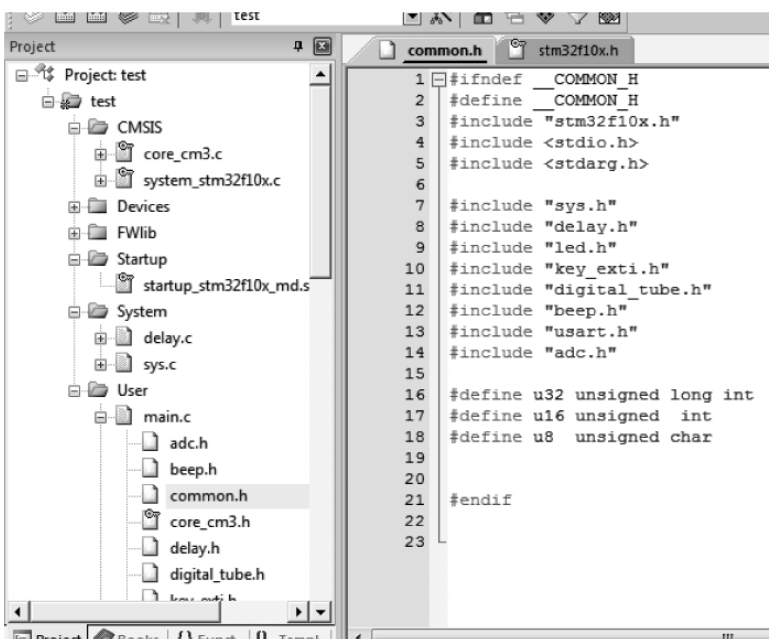 test
Project
Project: test
test
CMSIS
core_cm3.c
system_stm32f10x.c
Devices
FWlib
Startup
startup_stm32f10x_md.s
System
delay.c
sys.c
User
main.c
adc.h
beep.h
common.h
core_cm3.h
delay.h
digital_tube.h
key_exti.h
Project Books {} Funct...
common.h stm32f10x.h
1 #ifndef __COMMON_H
2 #define __COMMON_H
3 #include "stm32f10x.h"
4 #include <stdio.h>
5 #include <stdarg.h>
6
7 #include "sys.h"
8 #include "delay.h"
9 #include "led.h"
10 #include "key_exti.h"
11 #include "digital_tube.h"
12 #include "beep.h"
13 #include "usart.h"
14 #include "adc.h"
15
16 #define u32 unsigned long int
17 #define u16 unsigned  int
18 #define u8  unsigned char
19
20
21 #endif
22
23